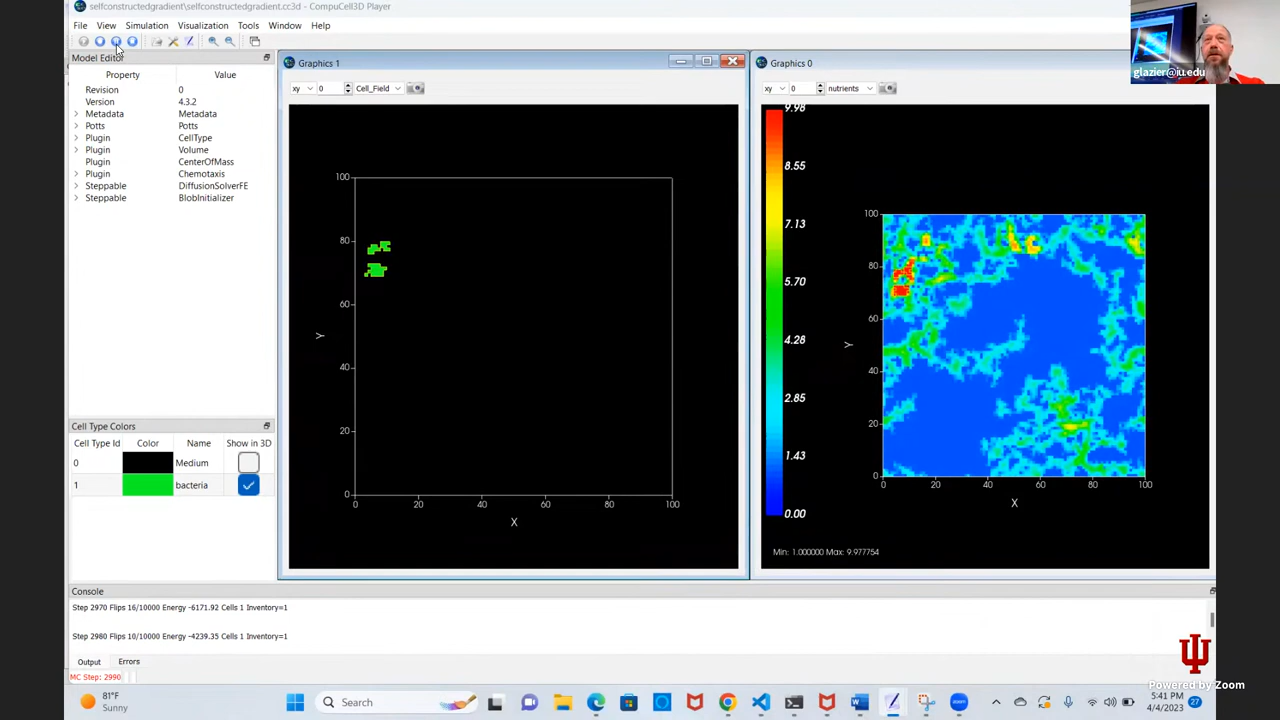 selfconstructedgradient\selfconstructedgradient.cc3d - CompuCell3D Player
File View Simulation Visualization Tools Window Help
glazier@iu.edu
Model Editor
Property Value
Revision 0
Version 4.3.2
Metadata Metadata
Potts Potts
Plugin CellType
Plugin Volume
Plugin CenterOfMass
Plugin Chemotaxis
Steppable DiffusionSolverFE
Steppable BlobInitializer
Cell Type Colors
Cell Type Id Color Name Show in 3D
0 Medium
1 bacteria
Graphics 1
xy 0 Cell_Field
100
80
60
40
20
0
Y
0 20 40 60 80 100
X
Graphics 0
xy 0 nutrients
9.98
8.55
7.13
5.70
4.28
2.85
1.43
0.00
100
80
60
40
20
0
Y
0 20 40 60 80 100
X
Min: 1.000000 Max: 9.977754
Console
Step 2970 Flips 16/10000 Energy -6171.92 Cells 1 Inventory=1
Step 2980 Flips 10/10000 Energy -4239.35 Cells 1 Inventory=1
Output Errors
MC Step: 2990
Powered by Zoom
81°F
Sunny
Search
5:41 PM
4/4/2023
27